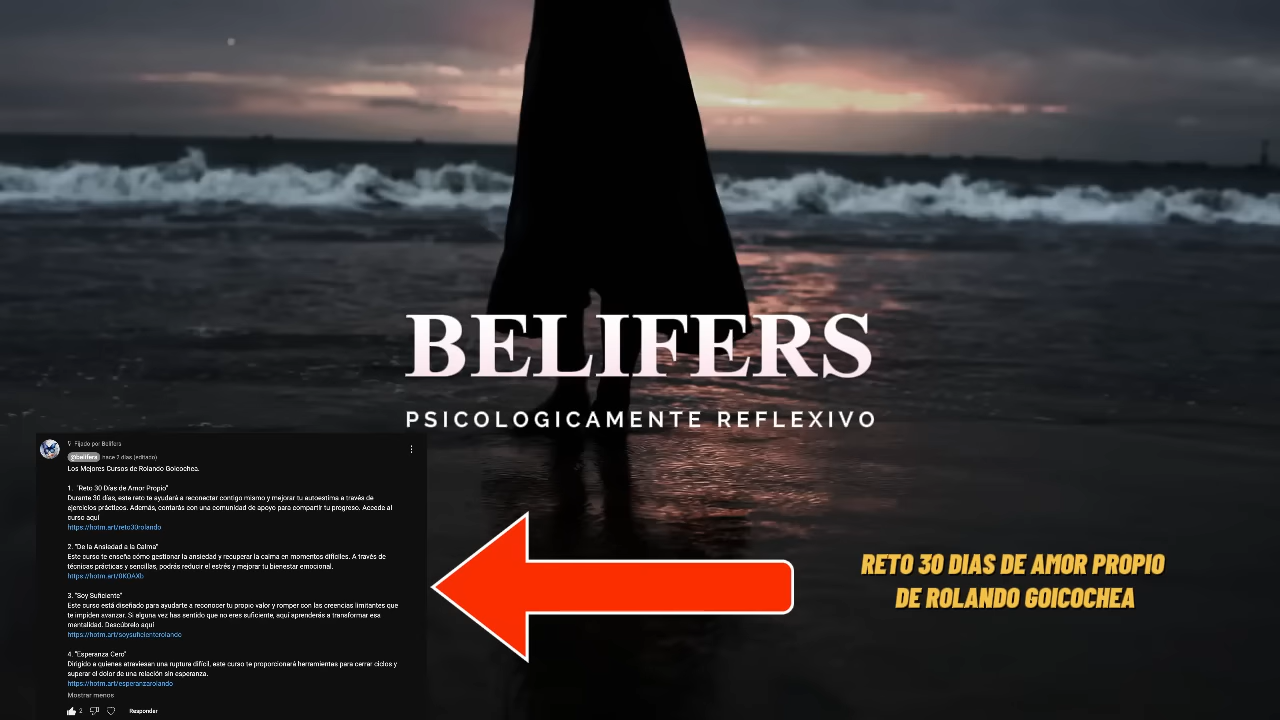 BELIFERS
PSICOLOGICAMENTE REFLEXIVO
Fijado por Belifers
@belifers hace 2 días (editado)
Los Mejores Cursos de Rolando Goicochea.
1. "Reto 30 Días de Amor Propio"
Durante 30 días, este reto te ayudará a reconectar contigo mismo y mejorar tu autoestima a través de
ejercicios prácticos. Además, contarás con una comunidad de apoyo para compartir tu progreso. Accede al
curso aquí
https://hotm.art/reto30rolando
2. "De la Ansiedad a la Calma"
Este curso te enseña cómo gestionar la ansiedad y recuperar la calma en momentos difíciles. A través de
técnicas prácticas y sencillas, podrás reducir el estrés y mejorar tu bienestar emocional.
https://hotm.art/0KOAXb
3. "Soy Suficiente"
Este curso está diseñado para ayudarte a reconocer tu propio valor y romper con las creencias limitantes que
te impiden avanzar. Si alguna vez has sentido que no eres suficiente, aquí aprenderás a transformar esa
mentalidad. Descúbrelo aquí
https://hotm.art/soysuficienterolando
4. "Esperanza Cero"
Dirigido a quienes atraviesan una ruptura difícil, este curso te proporcionará herramientas para cerrar ciclos y
superar el dolor de una relación sin esperanza.
https://hotm.art/esperanzarolando
Mostrar menos
2 Responder
RETO 30 DIAS DE AMOR PROPIO
DE ROLANDO GOICOCHEA